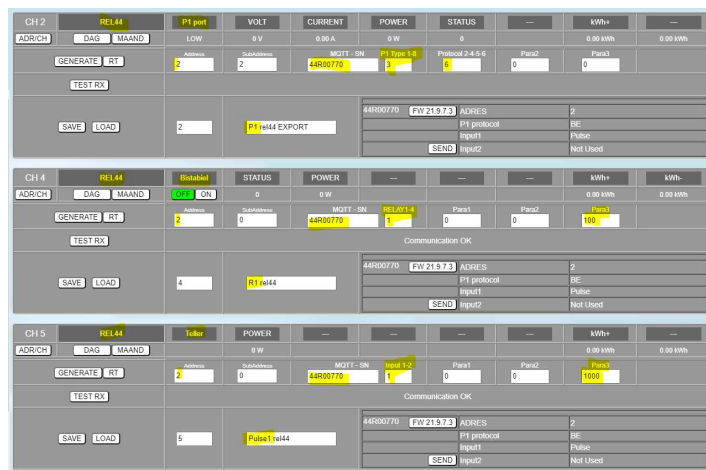 CH 2 REL44 P1 port VOLT CURRENT POWER STATUS --- kWh+ ---
ADR/CH DAG MAAND LOW 0 V 0.00 A 0 W 0 0.00 kWh 0.00 kWh
Address SubAddress MQTT - SN P1 Type 1-8 Protocol 2-4-5-6 Para2 Para3
GENERATE RT 2 2 44R00770 3 6 0 0
TEST RX
44R00770 FW 21.9.7.3 ADRES 2
SAVE LOAD 2 P1 rel44 EXPORT P1 protocol BE
Input1 Pulse
SEND Input2 Not Used
CH 4 REL44 Bistabiel STATUS POWER --- --- --- kWh+ kWh-
ADR/CH DAG MAAND OFF ON 0 0 W 0.00 kWh 0.00 kWh
Address SubAddress MQTT - SN RELAY1-4 Para1 Para2 Para3
GENERATE RT 2 0 44R00770 1 0 0 100
TEST RX Communication OK
44R00770 FW 21.9.7.3 ADRES 2
SAVE LOAD 4 R1 rel44 P1 protocol BE
Input1 Pulse
SEND Input2 Not Used
CH 5 REL44 Teller POWER --- --- --- --- kWh+ ---
ADR/CH DAG MAAND 0 W 0.00 kWh 0.00 kWh
Address SubAddress MQTT - SN Input 1-2 Para1 Para2 Para3
GENERATE RT 2 0 44R00770 1 0 0 1000
TEST RX Communication OK
44R00770 FW 21.9.7.3 ADRES 2
SAVE LOAD 5 Pulse1 rel44 P1 protocol BE
Input1 Pulse
SEND Input2 Not Used